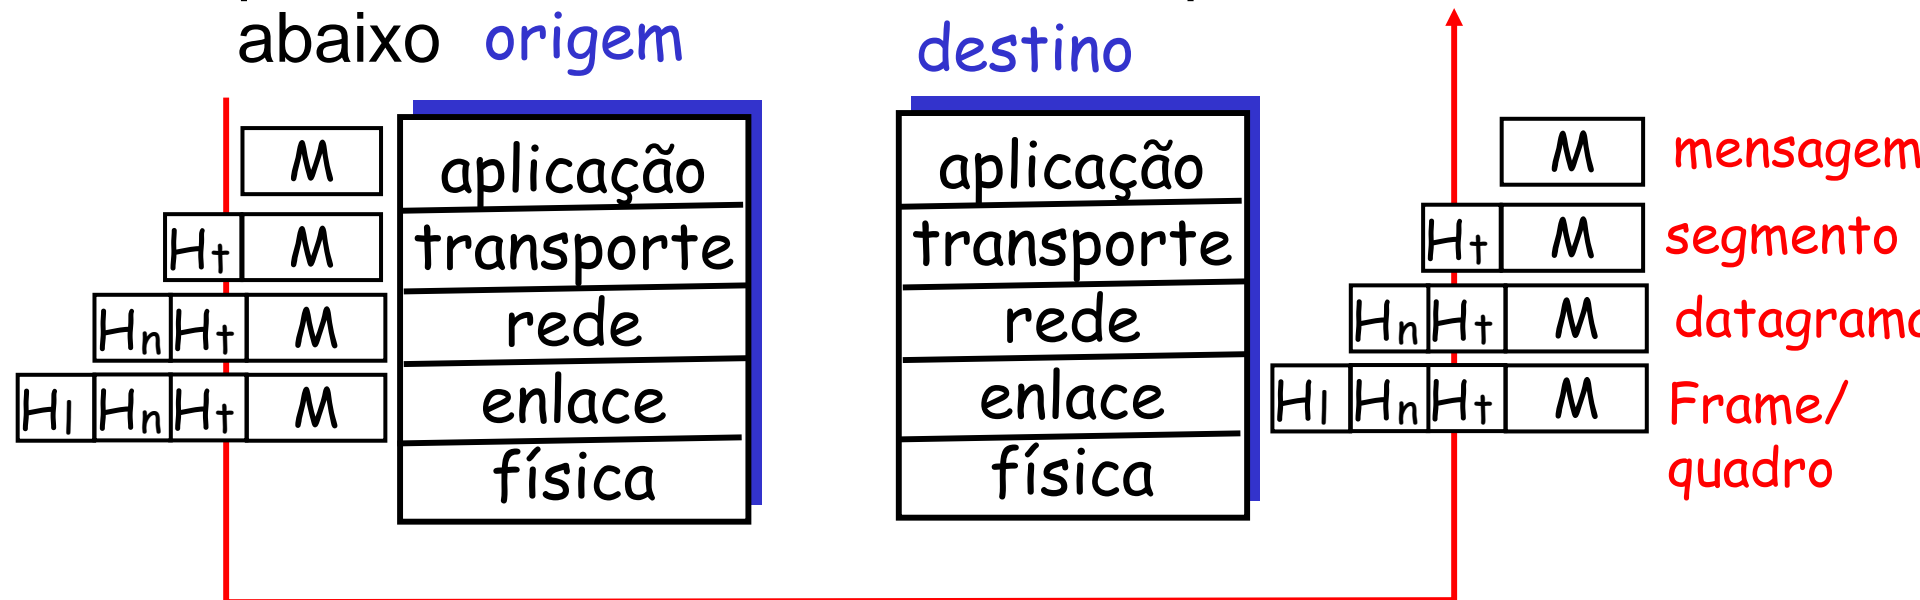 abaixo origem destino
M aplicação aplicação M mensagem
Ht M transporte transporte Ht M segmento
Hn Ht M rede rede Hn Ht M datagrama
Hl Hn Ht M enlace enlace Hl Hn Ht M Frame/
quadro
física física